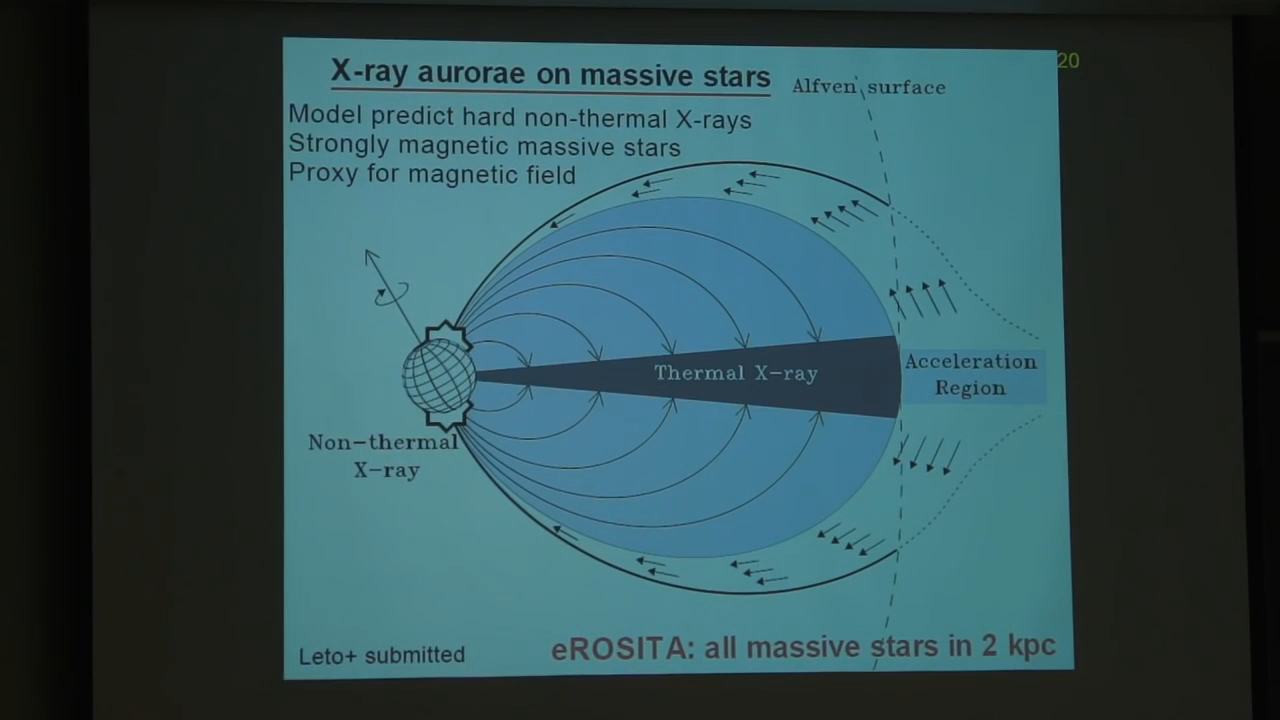 X-ray aurorae on massive stars
20
Alfven surface
Model predict hard non-thermal X-rays
Strongly magnetic massive stars
Proxy for magnetic field
Thermal X-ray
Acceleration
Region
Non-thermal
X-ray
Leto+ submitted
eROSITA: all massive stars in 2 kpc